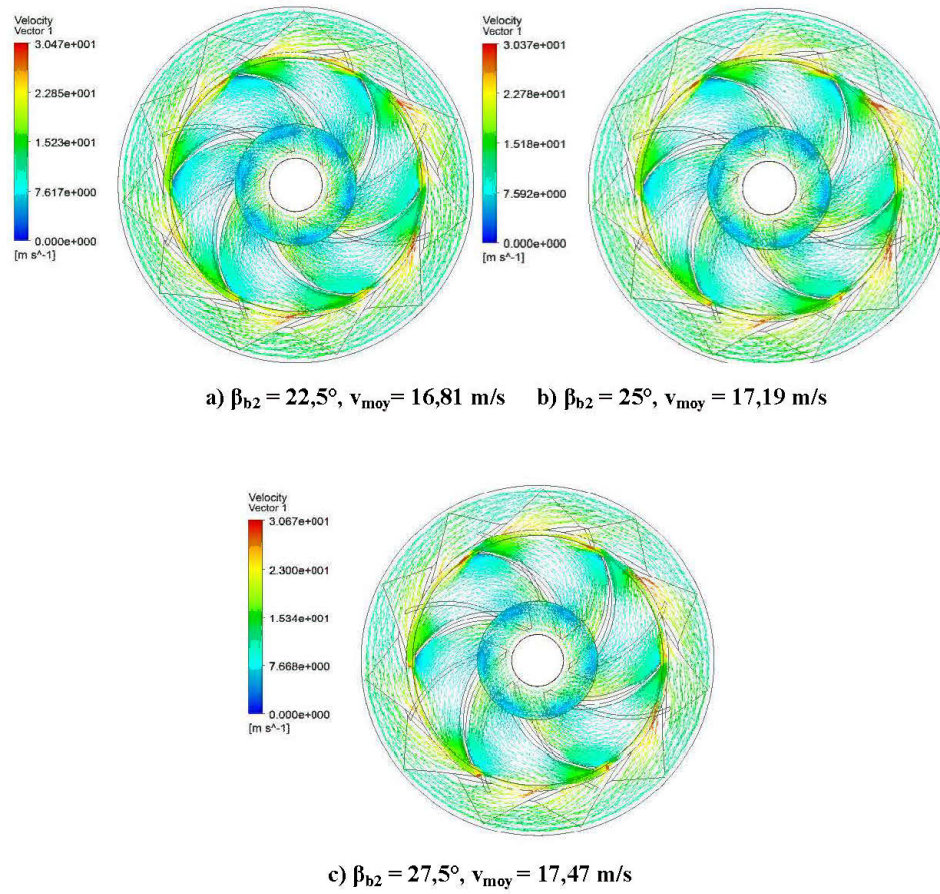 Velocity
Vector 1
3.047e+001
2.285e+001
1.523e+001
7.617e+000
0.000e+000
[m s^-1]
Velocity
Vector 1
3.037e+001
2.278e+001
1.518e+001
7.592e+000
0.000e+000
[m s^-1]
a) βb2 = 22,5°, vmoy= 16,81 m/s b) βb2 = 25°, vmoy = 17,19 m/s
Velocity
Vector 1
3.067e+001
2.300e+001
1.534e+001
7.668e+000
0.000e+000
[m s^-1]
c) βb2 = 27,5°, vmoy = 17,47 m/s